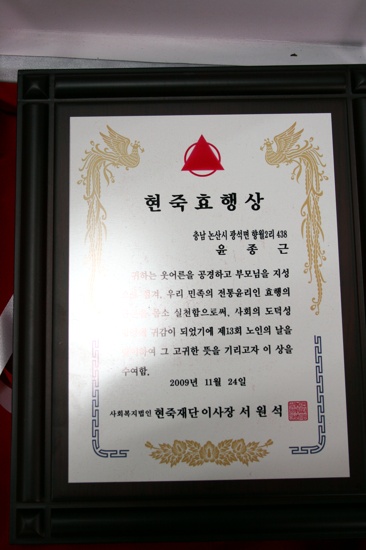 현죽효행상
충남 논산시 광석면 항월2리 438
윤종근
귀하는 웃어른을 공경하고 부모님을 지성
우리 민족의 전통윤리인 효행의
몸소 실천함으로써, 사회의 도덕성
귀감이 되었기에 제13회 노인의 날을
그 고귀한 뜻을 기리고자 이 상을
수여함.
2009년 11월 24일
사회복지법인 현죽재단이사장 서원석